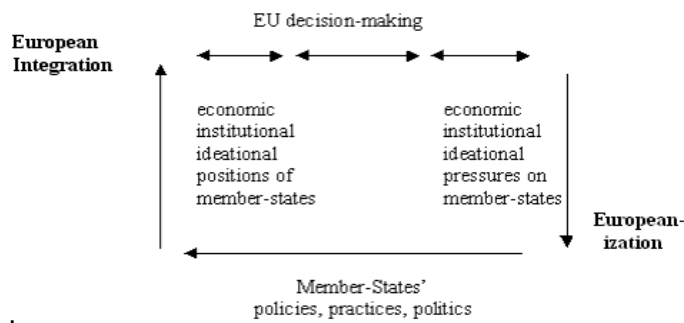 EU decision-making
European
Integration
economic
institutional
ideational
positions of
member-states
economic
institutional
ideational
pressures on
member-states
European-
ization
Member-States’
policies, practices, politics
.